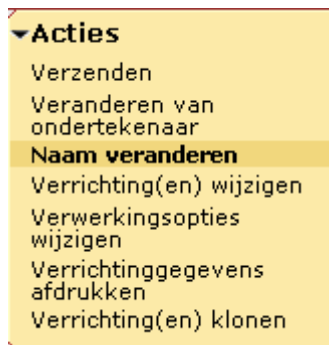 Acties
Verzenden
Veranderen van
ondertekenaar
Naam veranderen
Verrichting(en) wijzigen
Verwerkingsopties
wijzigen
Verrichtinggegevens
afdrukken
Verrichting(en) klonen